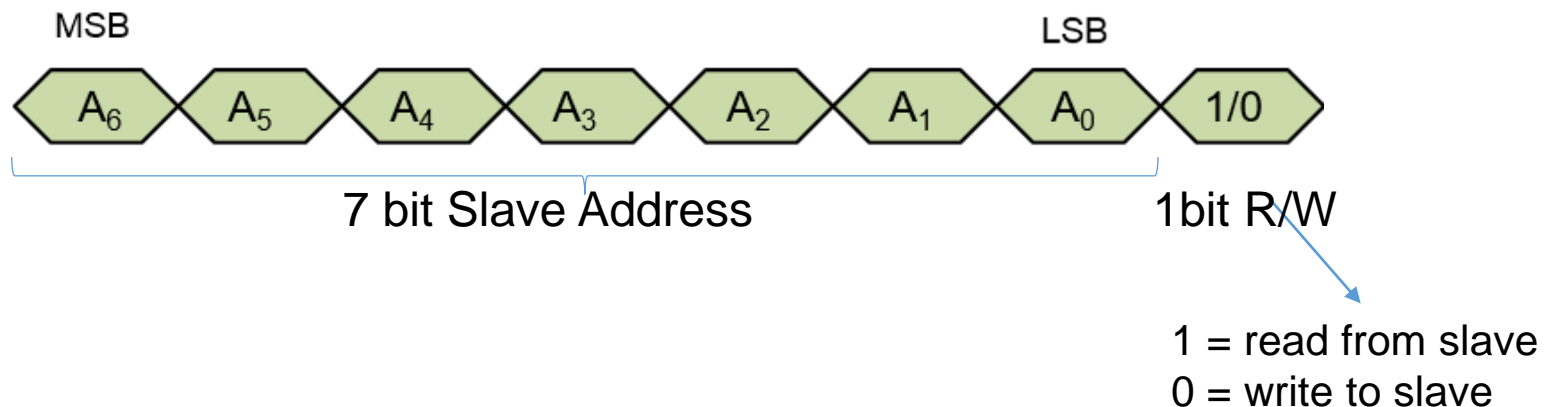 MSB LSB
A6 A5 A4 A3 A2 A1 A0 1/0
7 bit Slave Address 1bit R/W
1 = read from slave
0 = write to slave